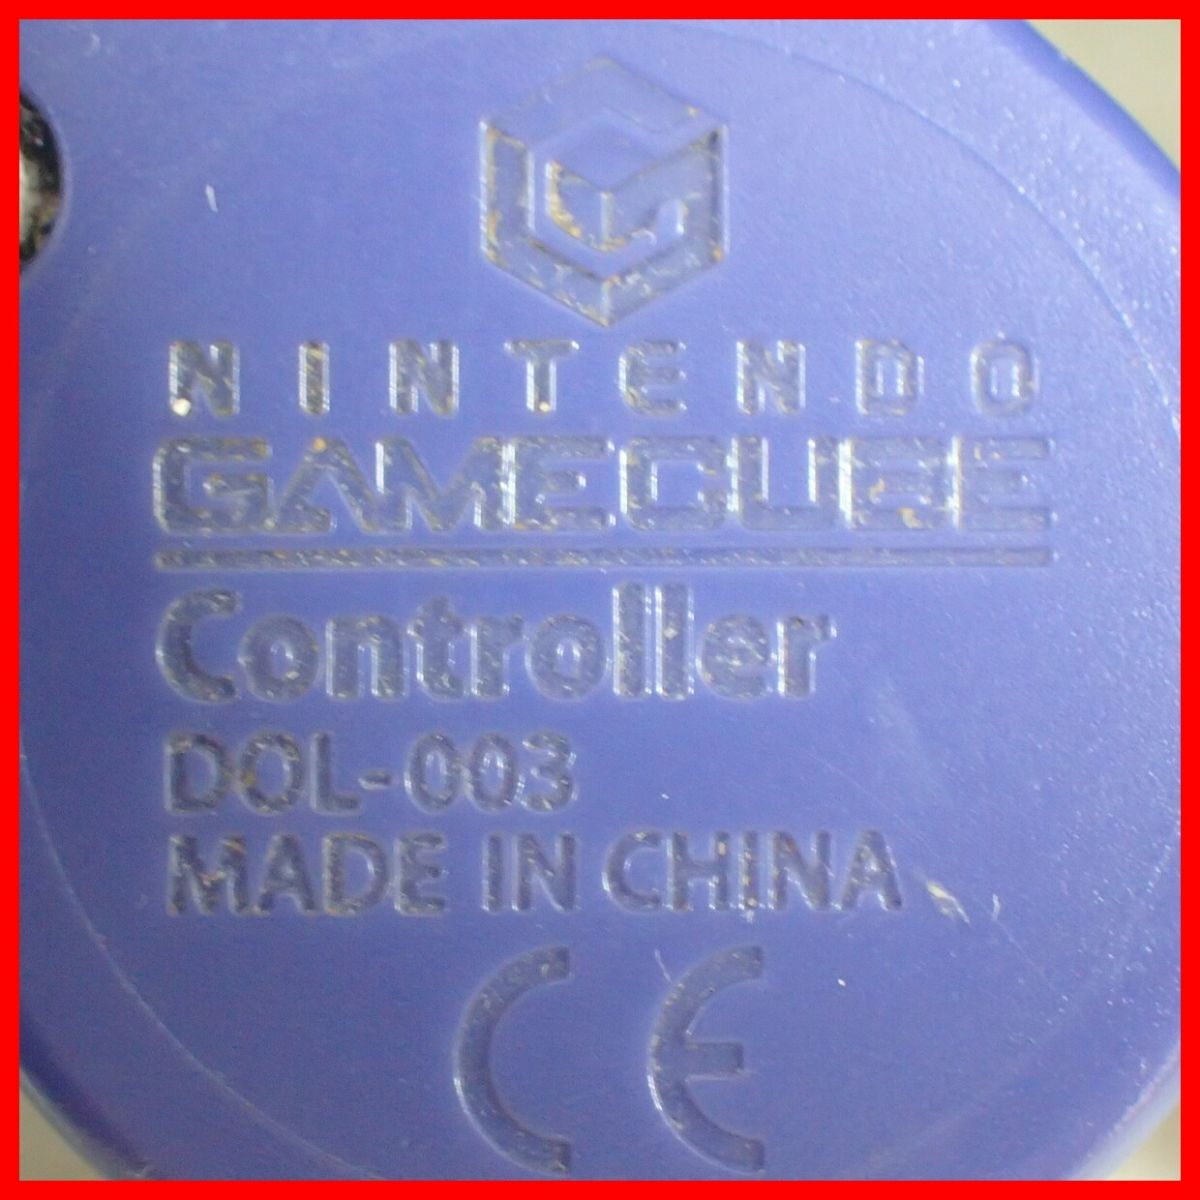 NINTENDO
GAMECUBE
Controller
DOL-003
MADE IN CHINA
CE